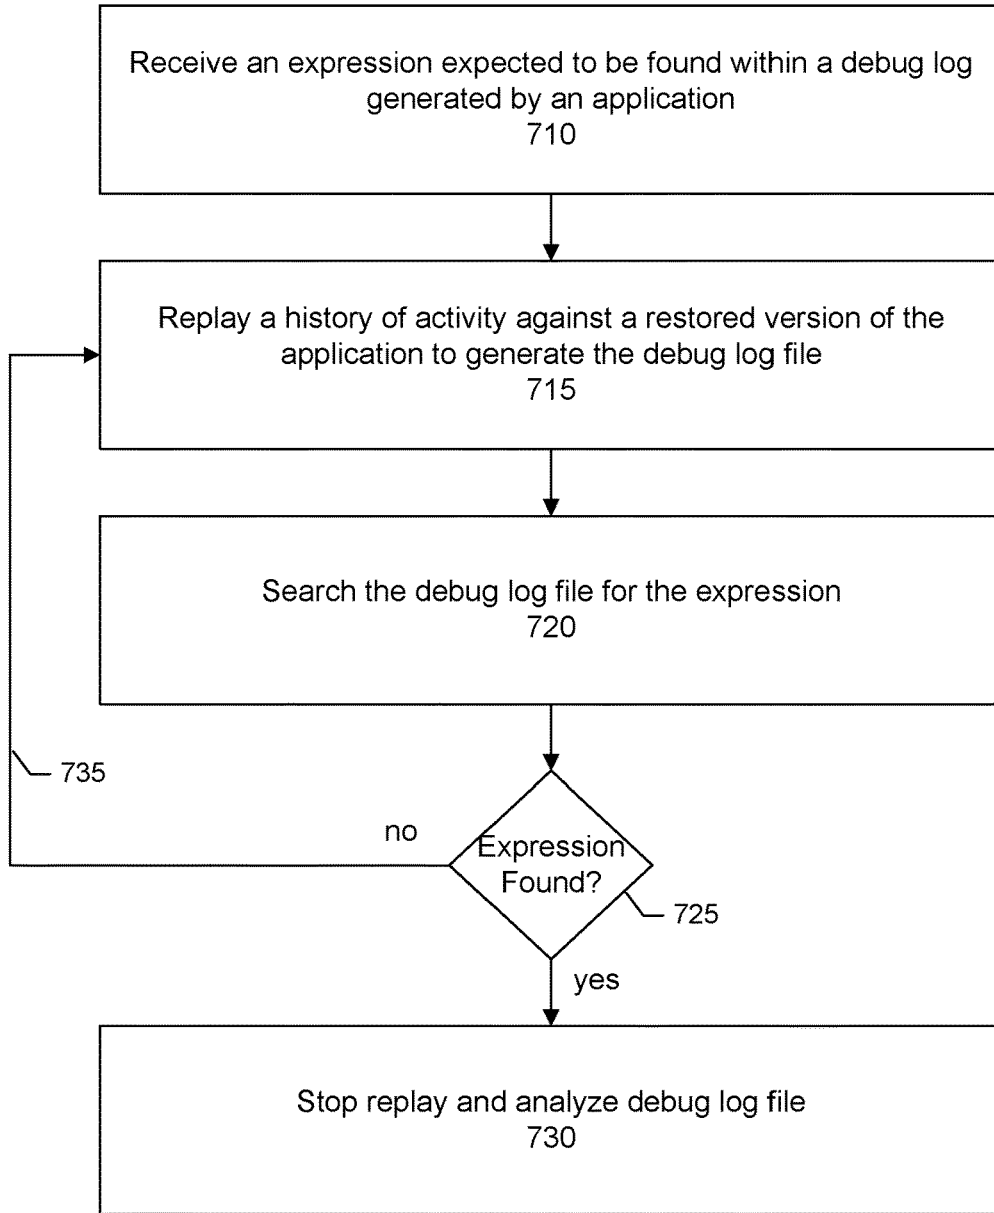 Receive an expression expected to be found within a debug log
generated by an application
710
Replay a history of activity against a restored version of the
application to generate the debug log file
715
Search the debug log file for the expression
720
735
no
Expression
Found?
725
yes
Stop replay and analyze debug log file
730